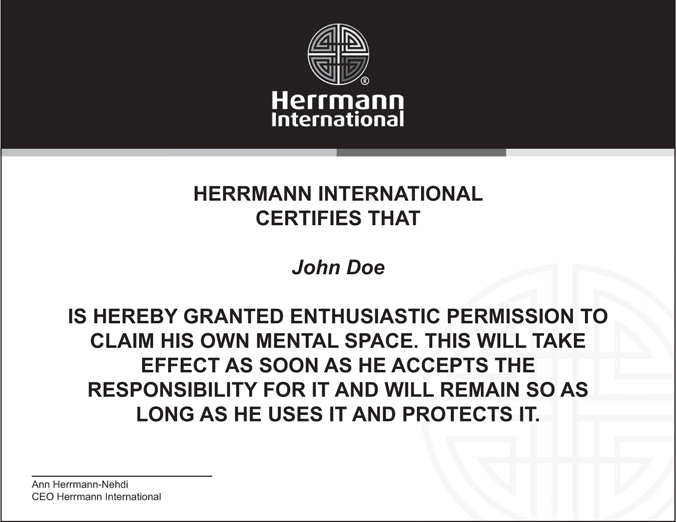 ®
Herrmann
International
HERRMANN INTERNATIONAL
CERTIFIES THAT
John Doe
IS HEREBY GRANTED ENTHUSIASTIC PERMISSION TO
CLAIM HIS OWN MENTAL SPACE. THIS WILL TAKE
EFFECT AS SOON AS HE ACCEPTS THE
RESPONSIBILITY FOR IT AND WILL REMAIN SO AS
LONG AS HE USES IT AND PROTECTS IT.
Ann Herrmann-Nehdi
CEO Herrmann International